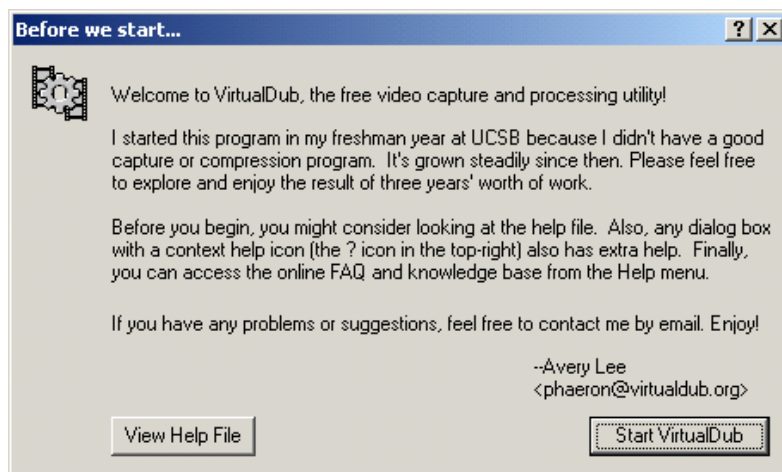 Before we start...
Welcome to VirtualDub, the free video capture and processing utility!
I started this program in my freshman year at UCSB because I didn't have a good
capture or compression program.  It's grown steadily since then. Please feel free
to explore and enjoy the result of three years' worth of work.
Before you begin, you might consider looking at the help file.  Also, any dialog box
with a context help icon (the ? icon in the top-right) also has extra help.  Finally,
you can access the online FAQ and knowledge base from the Help menu.
If you have any problems or suggestions, feel free to contact me by email. Enjoy!
--Avery Lee
<phaeron@virtualdub.org>
View Help File
Start VirtualDub